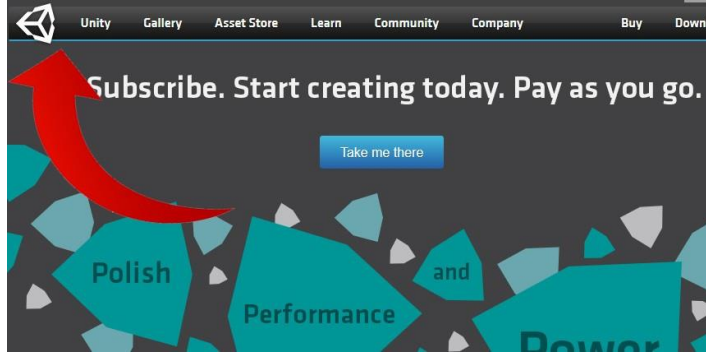 Unity Gallery Asset Store Learn Community Company Buy Down
Subscribe. Start creating today. Pay as you go.
Take me there
Polish
and
Performance
Power